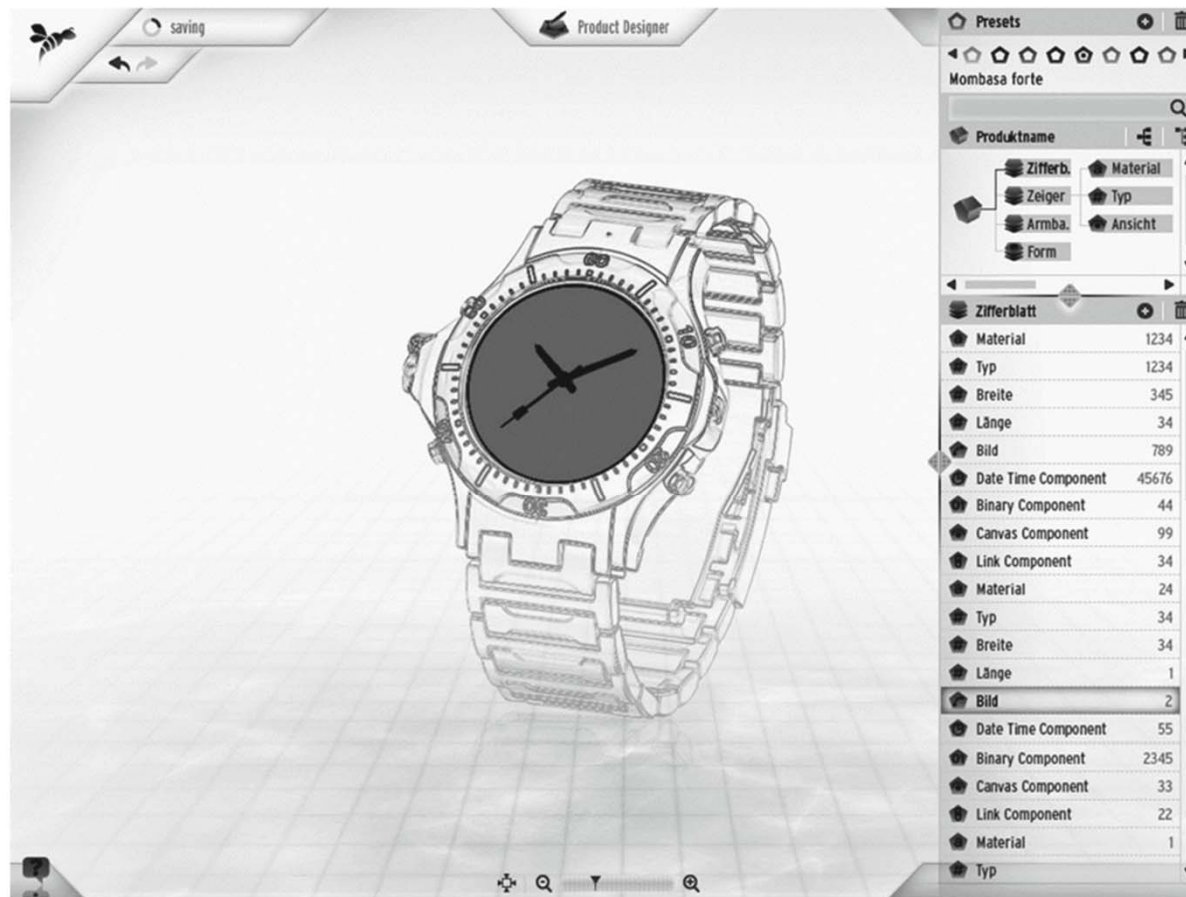 saving
Product Designer
Presets
Mombasa forte
Produktname
Zifferb. Material
Zeiger Typ
Armba. Ansicht
Form
Zifferblatt
Material 1234
Typ 1234
Breite 345
Länge 34
Bild 789
Date Time Component 45676
Binary Component 44
Canvas Component 99
Link Component 34
Material 24
Typ 34
Breite 34
Länge 1
Bild 2
Date Time Component 55
Binary Component 2345
Canvas Component 33
Link Component 22
Material 1
Typ
60
10
30
?